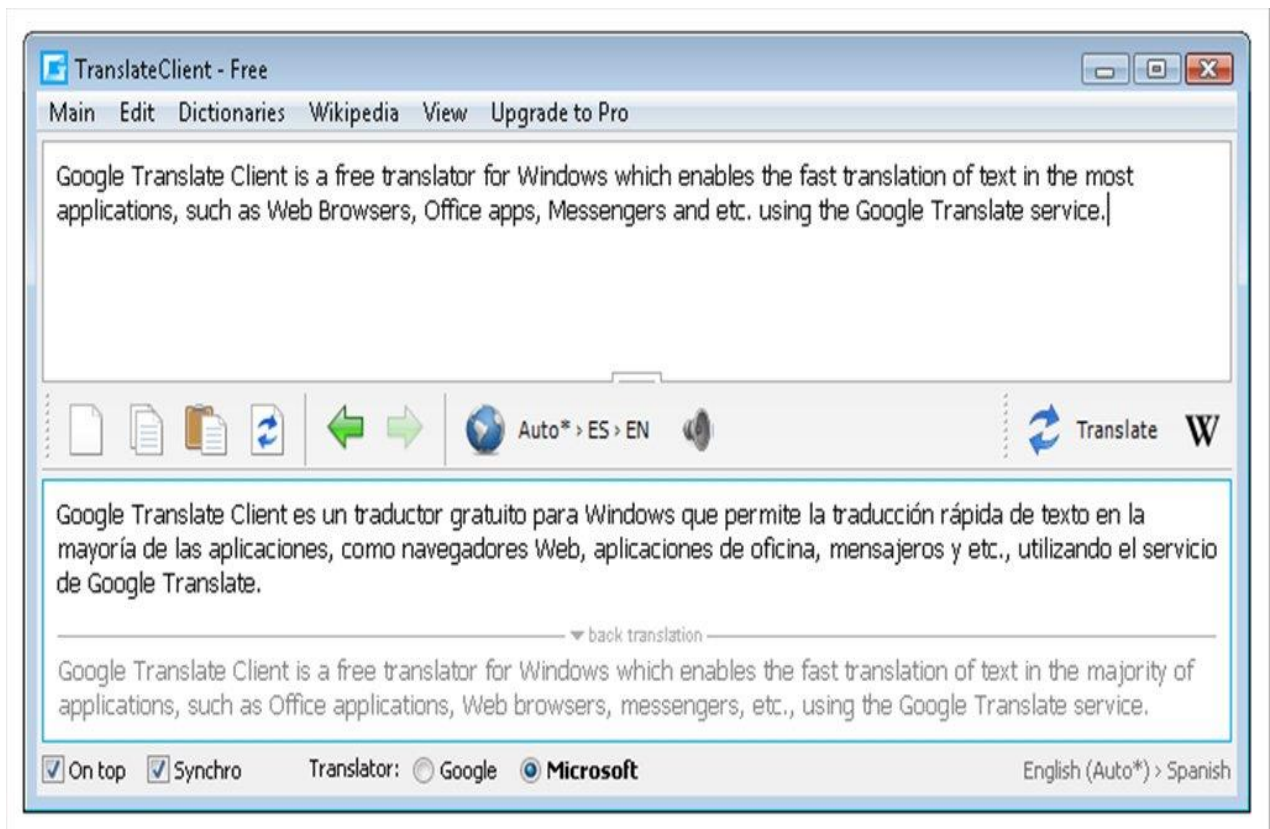 TranslateClient - Free
Main Edit Dictionaries Wikipedia View Upgrade to Pro
Google Translate Client is a free translator for Windows which enables the fast translation of text in the most
applications, such as Web Browsers, Office apps, Messengers and etc. using the Google Translate service.
Auto* > ES > EN Translate W
Google Translate Client es un traductor gratuito para Windows que permite la traducción rápida de texto en la
mayoría de las aplicaciones, como navegadores Web, aplicaciones de oficina, mensajeros y etc., utilizando el servicio
de Google Translate.
back translation
Google Translate Client is a free translator for Windows which enables the fast translation of text in the majority of
applications, such as Office applications, Web browsers, messengers, etc., using the Google Translate service.
On top Synchro Translator: Google Microsoft English (Auto*) > Spanish